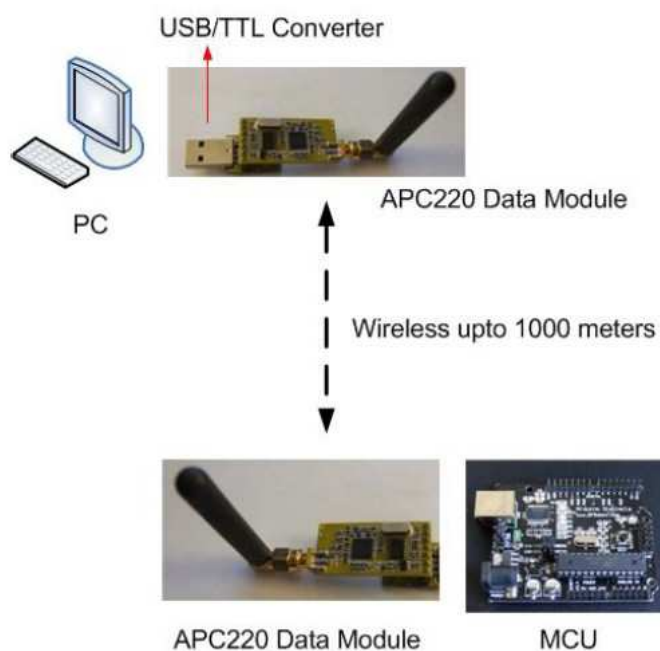 USB/TTL Converter
PC
APC220 Data Module
Wireless upto 1000 meters
APC220 Data Module
MCU